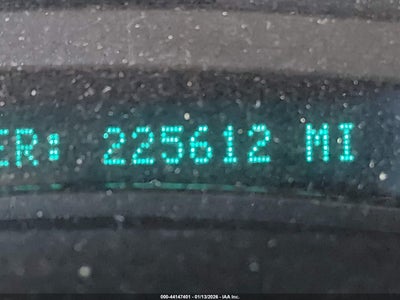 ER: 225612 MI
000-44147401 - 01/13/2026 - IAA Inc.